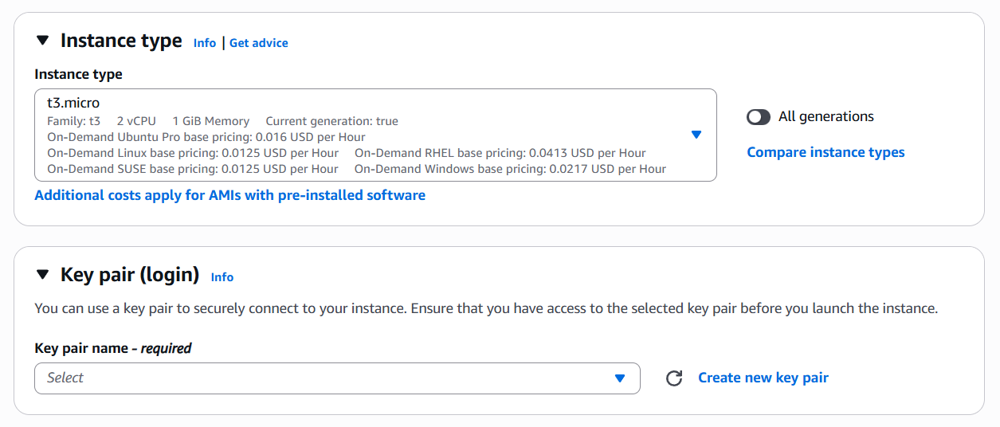 Instance type Info | Get advice
Instance type
t3.micro
Family: t3 2 vCPU 1 GiB Memory Current generation: true
On-Demand Ubuntu Pro base pricing: 0.016 USD per Hour
On-Demand Linux base pricing: 0.0125 USD per Hour On-Demand RHEL base pricing: 0.0413 USD per Hour
On-Demand SUSE base pricing: 0.0125 USD per Hour On-Demand Windows base pricing: 0.0217 USD per Hour
All generations
Compare instance types
Additional costs apply for AMIs with pre-installed software
Key pair (login) Info
You can use a key pair to securely connect to your instance. Ensure that you have access to the selected key pair before you launch the instance.
Key pair name - required
Select
Create new key pair